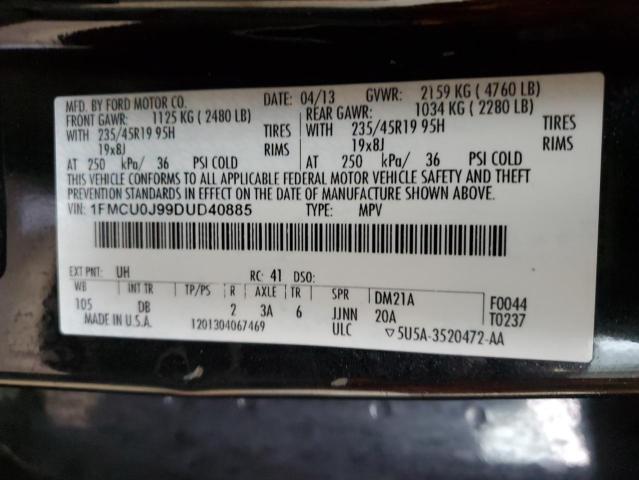 MFD. BY FORD MOTOR CO. DATE: 04/13 GVWR: 2159 KG ( 4760 LB)
FRONT GAWR: 1125 KG ( 2480 LB) REAR GAWR: 1034 KG ( 2280 LB)
WITH 235/45R19 95H TIRES WITH 235/45R19 95H TIRES
19x8J RIMS 19x8J RIMS
AT 250 kPa/ 36 PSI COLD AT 250 kPa/ 36 PSI COLD
THIS VEHICLE CONFORMS TO ALL APPLICABLE FEDERAL MOTOR VEHICLE SAFETY AND THEFT
PREVENTION STANDARDS IN EFFECT ON THE DATE OF MANUFACTURE SHOWN ABOVE.
VIN: 1FMCU0J99DUD40885 TYPE: MPV
EXT PNT: UH RC: 41 DSO:
WB INT TR TP/PS R AXLE TR SPR DM21A F0044
105 DB 2 3A 6 JJNN 20A T0237
MADE IN U.S.A. 1201304067469 ULC ▽5U5A-3520472-AA